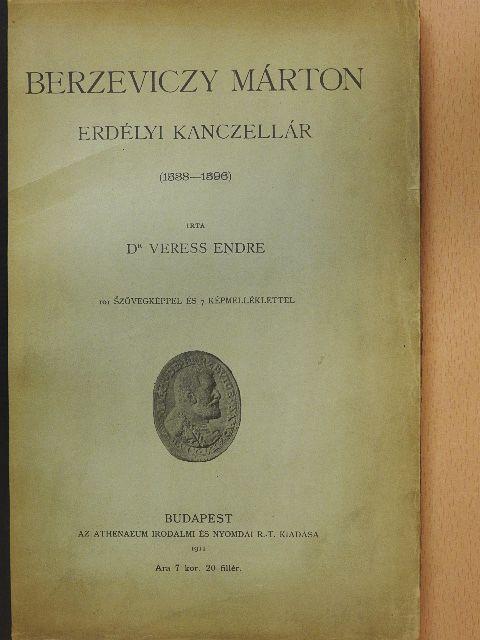 BERZEVICZY MÁRTON
ERDÉLYI KANCZELLÁR
(1538—1596)
IRTA
DR VERESS ENDRE
101 SZÖVEGKÉPPEL ÉS 7 KÉPMELLÉKLETTEL
BUDAPEST
AZ ATHENAEUM IRODALMI ÉS NYOMDAI R.-T. KIADÁSA
1911
Ára 7 kor. 20 fillér.